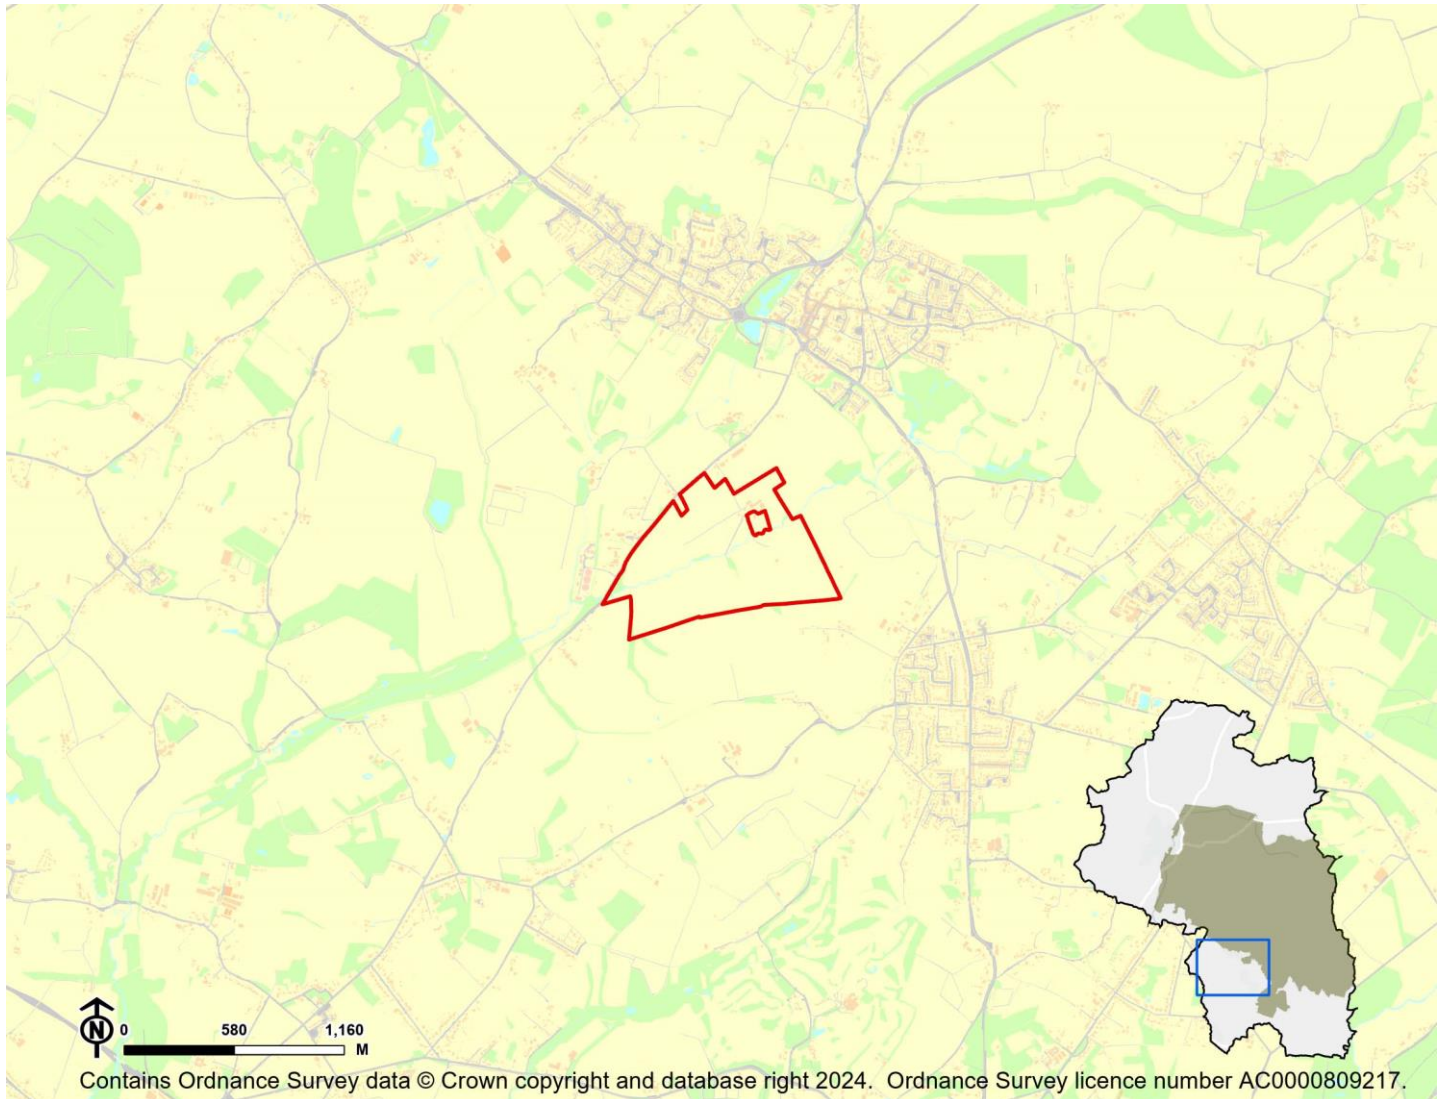 N
0 580 1,160
M
Contains Ordnance Survey data © Crown copyright and database right 2024. Ordnance Survey licence number AC0000809217.